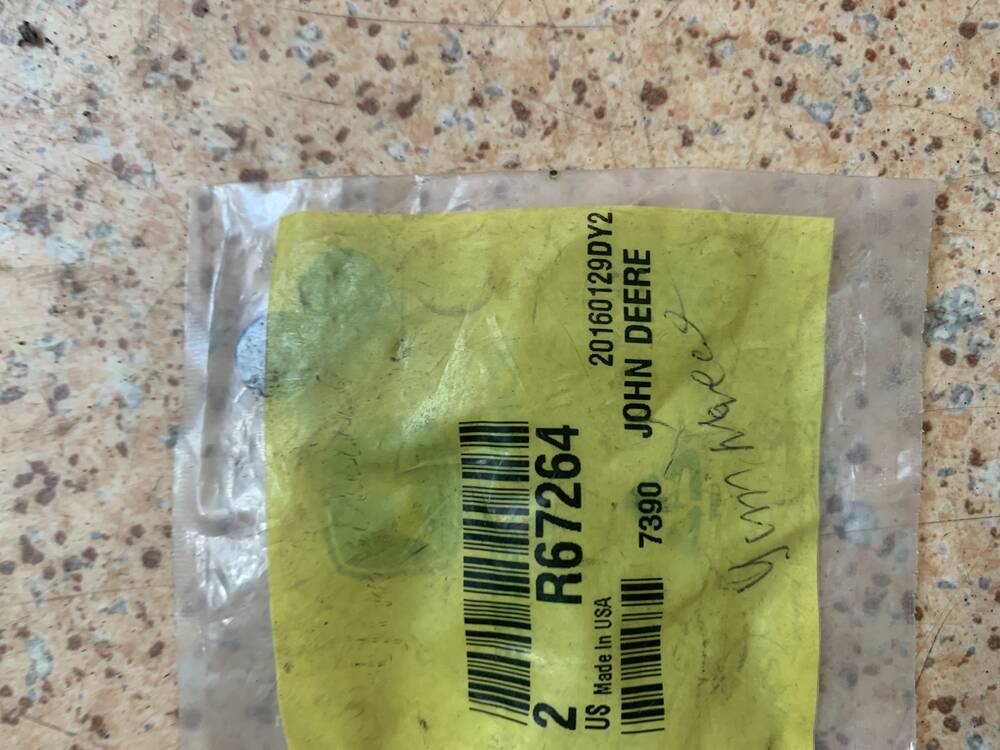 20160129DY2
2 R67264
JOHN DEERE
US Made In USA
7390